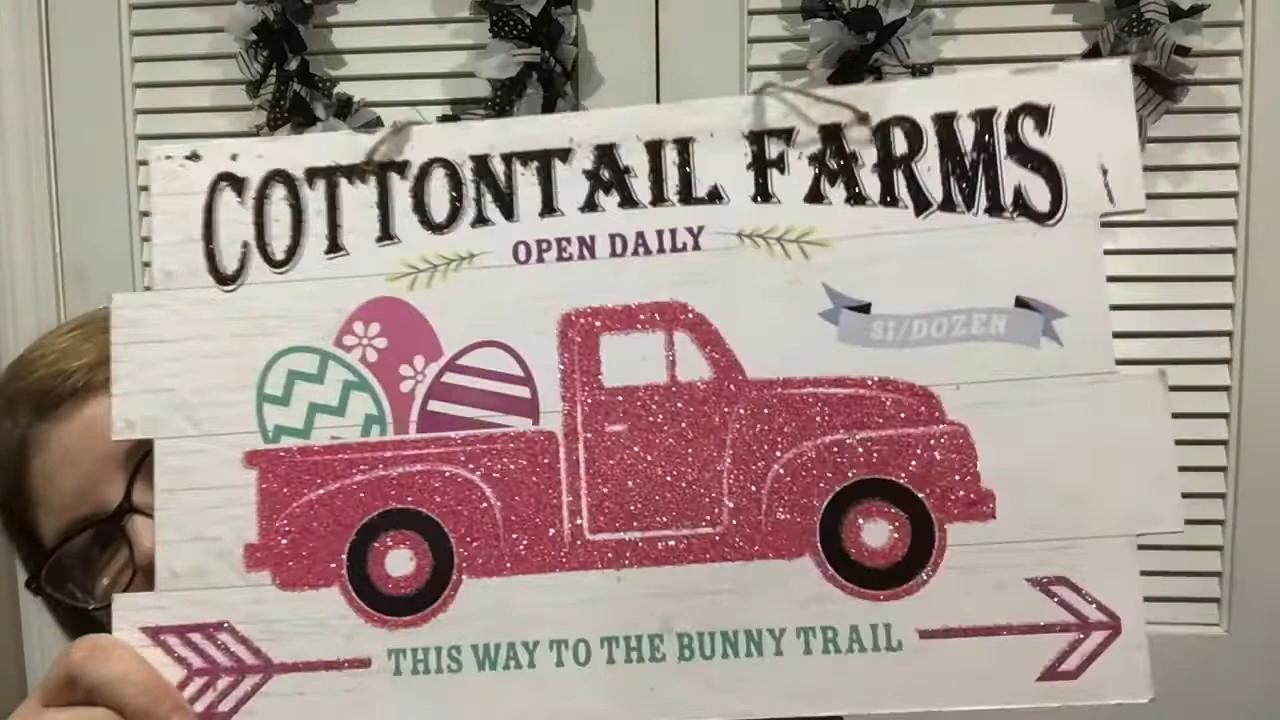 COTTONTAIL FARMS
OPEN DAILY
$1/DOZEN
THIS WAY TO THE BUNNY TRAIL